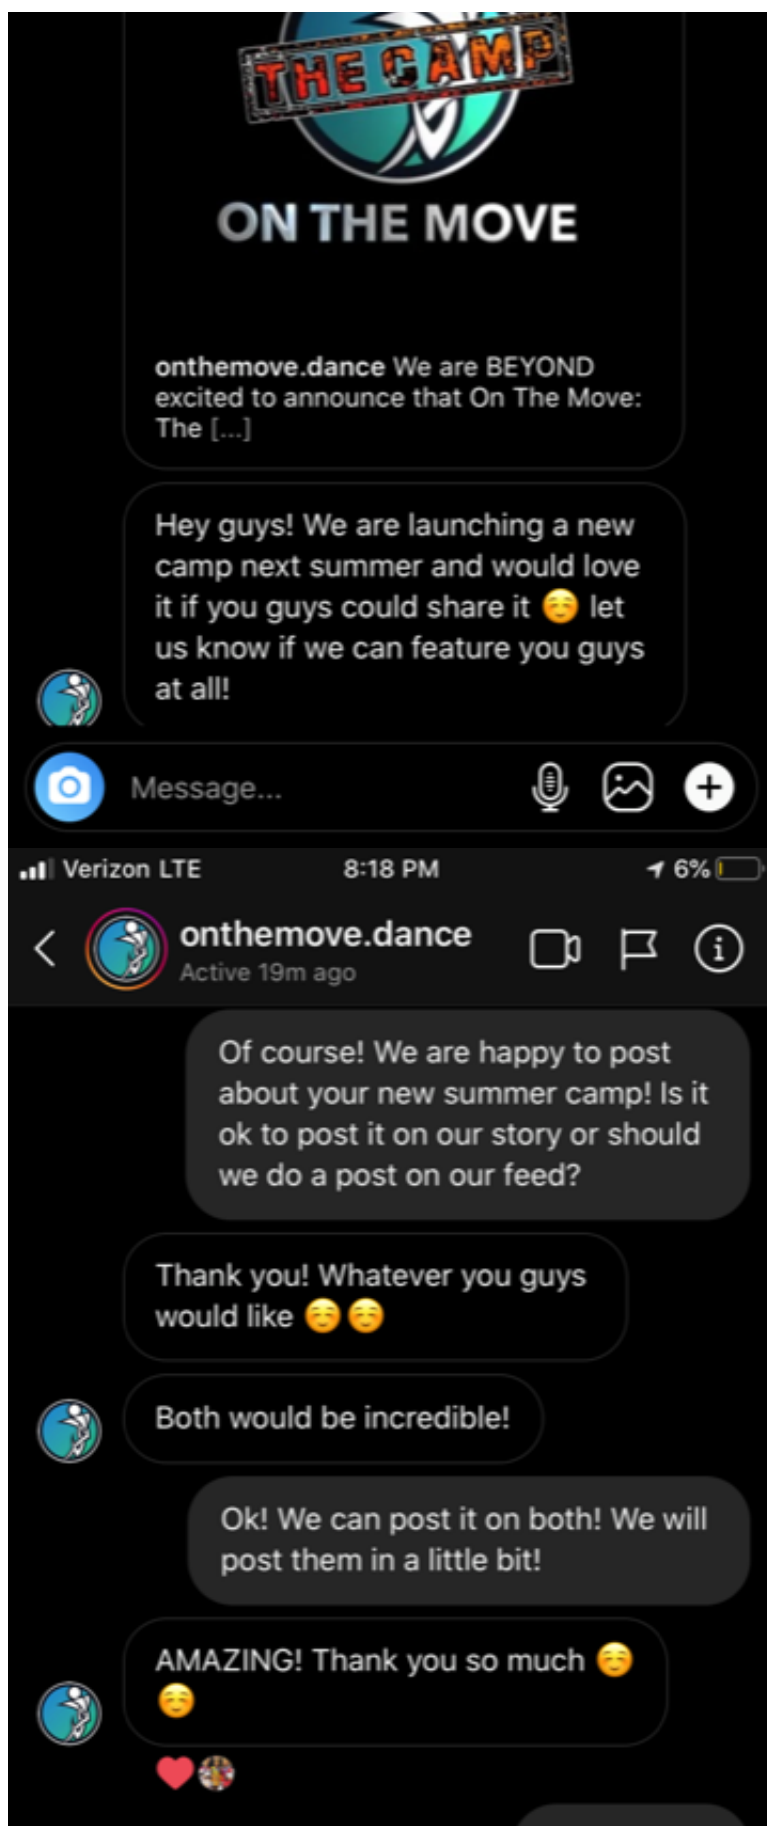 THE CAMP
ON THE MOVE
onthemove.dance We are BEYOND
excited to announce that On The Move:
The [...]
Hey guys! We are launching a new
camp next summer and would love
it if you guys could share it ☺️ let
us know if we can feature you guys
at all!
Message...
Verizon LTE 8:18 PM 6%
onthemove.dance
Active 19m ago
Of course! We are happy to post
about your new summer camp! Is it
ok to post it on our story or should
we do a post on our feed?
Thank you! Whatever you guys
would like ☺️☺️
Both would be incredible!
Ok! We can post it on both! We will
post them in a little bit!
AMAZING! Thank you so much ☺️
☺️